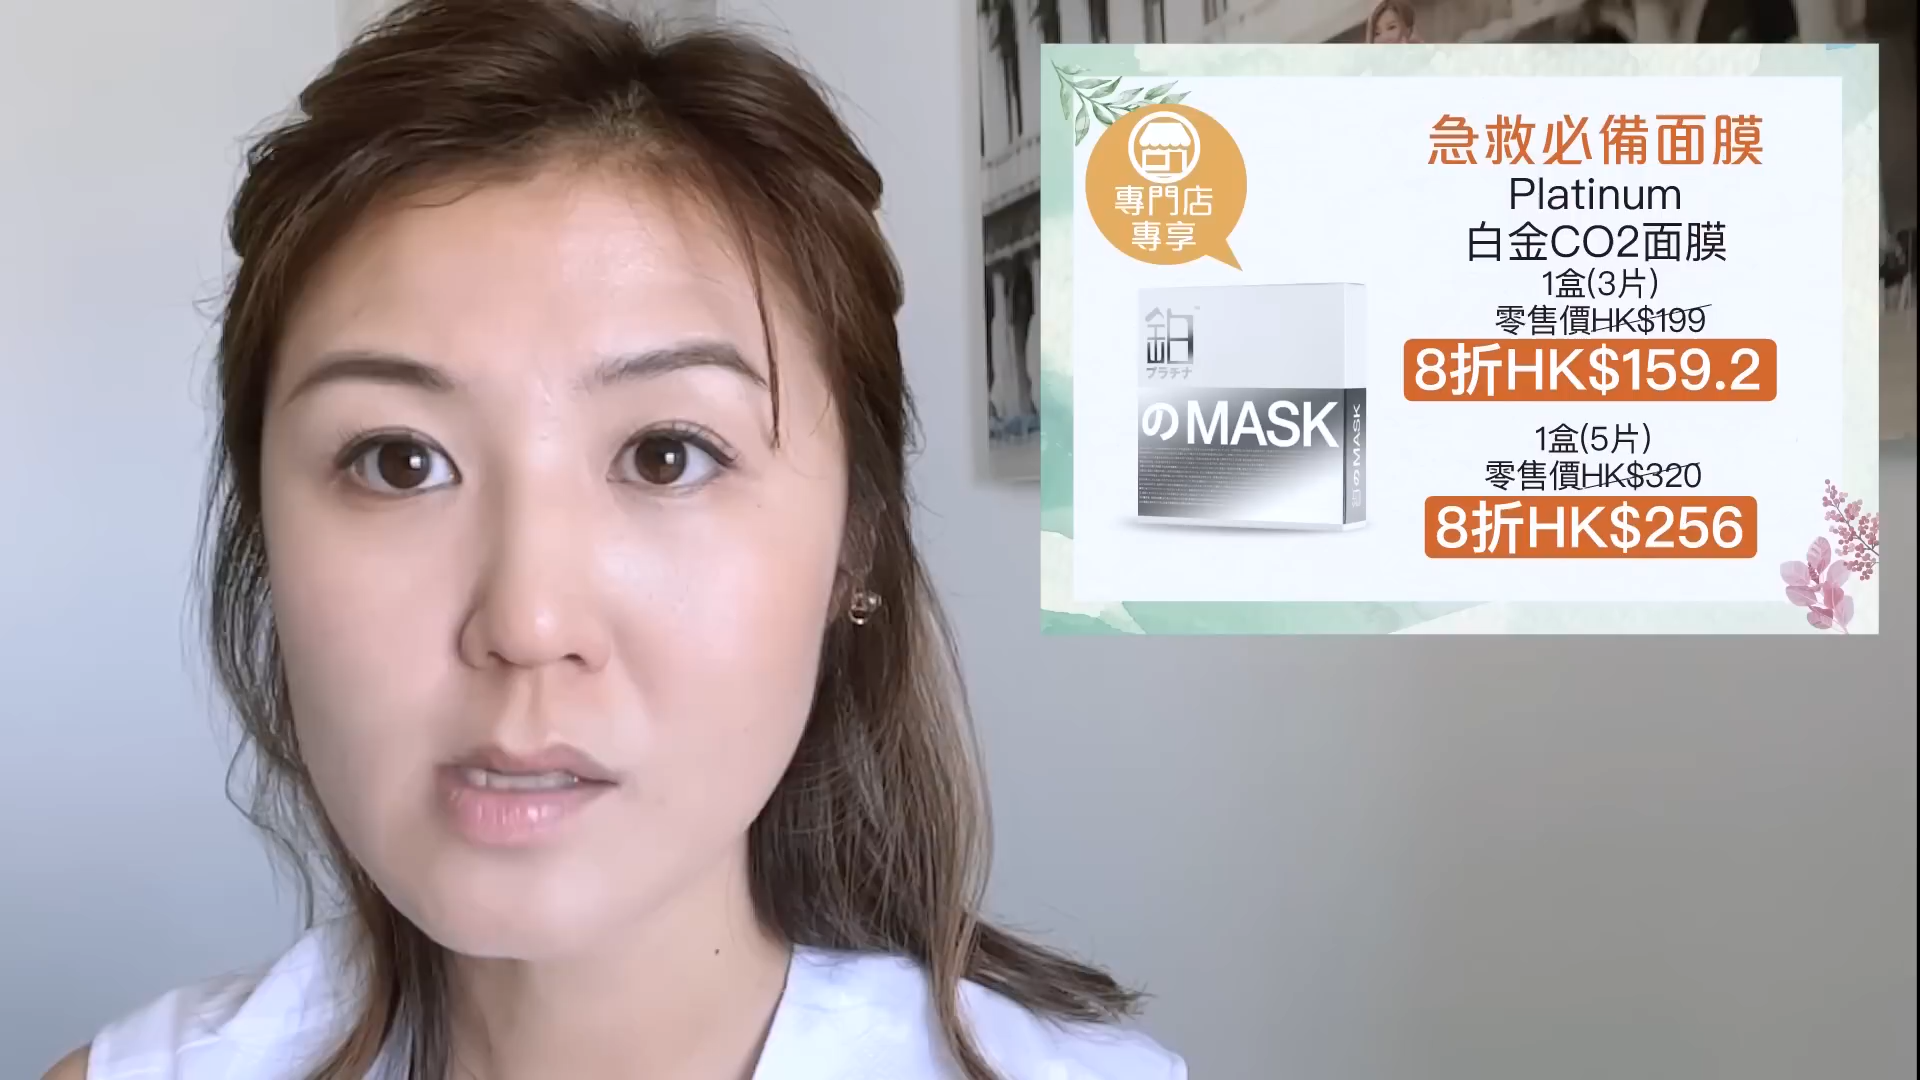 專門店
專享
急救必備面膜
Platinum
白金CO2面膜
1盒(3片)
零售價HK$199
8折HK$159.2
1盒(5片)
零售價HK$320
8折HK$256
鉑
プラチナ
のMASK
のMASK